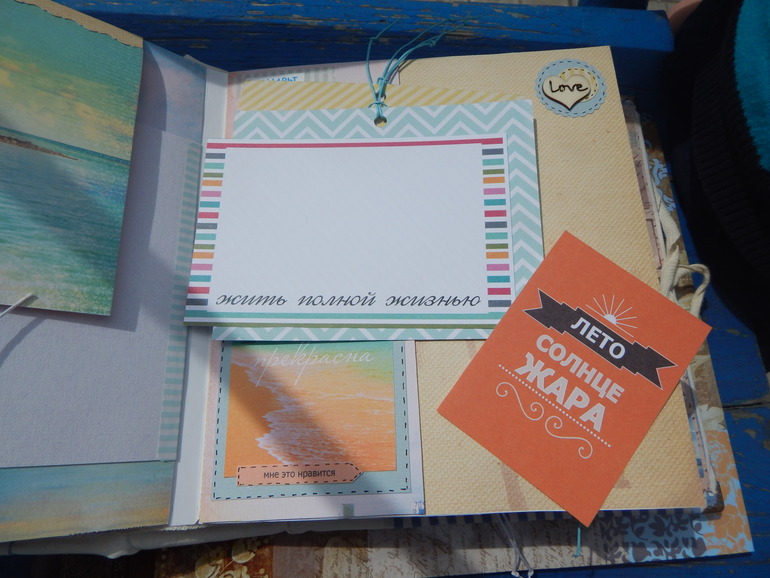 Love
жить полной жизнью
ЛЕТО
СОЛНЦЕ
ЖАРА
прекрасна
мне это нравится